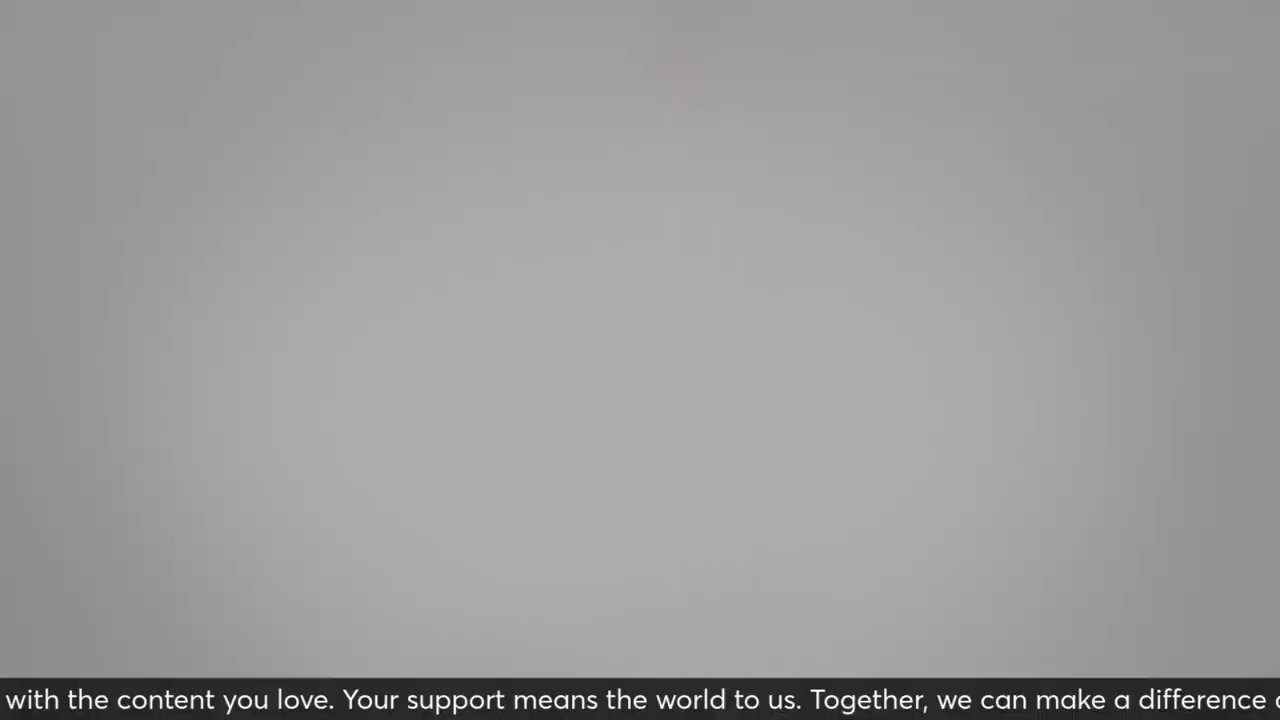 with the content you love. Your support means the world to us. Together, we can make a difference